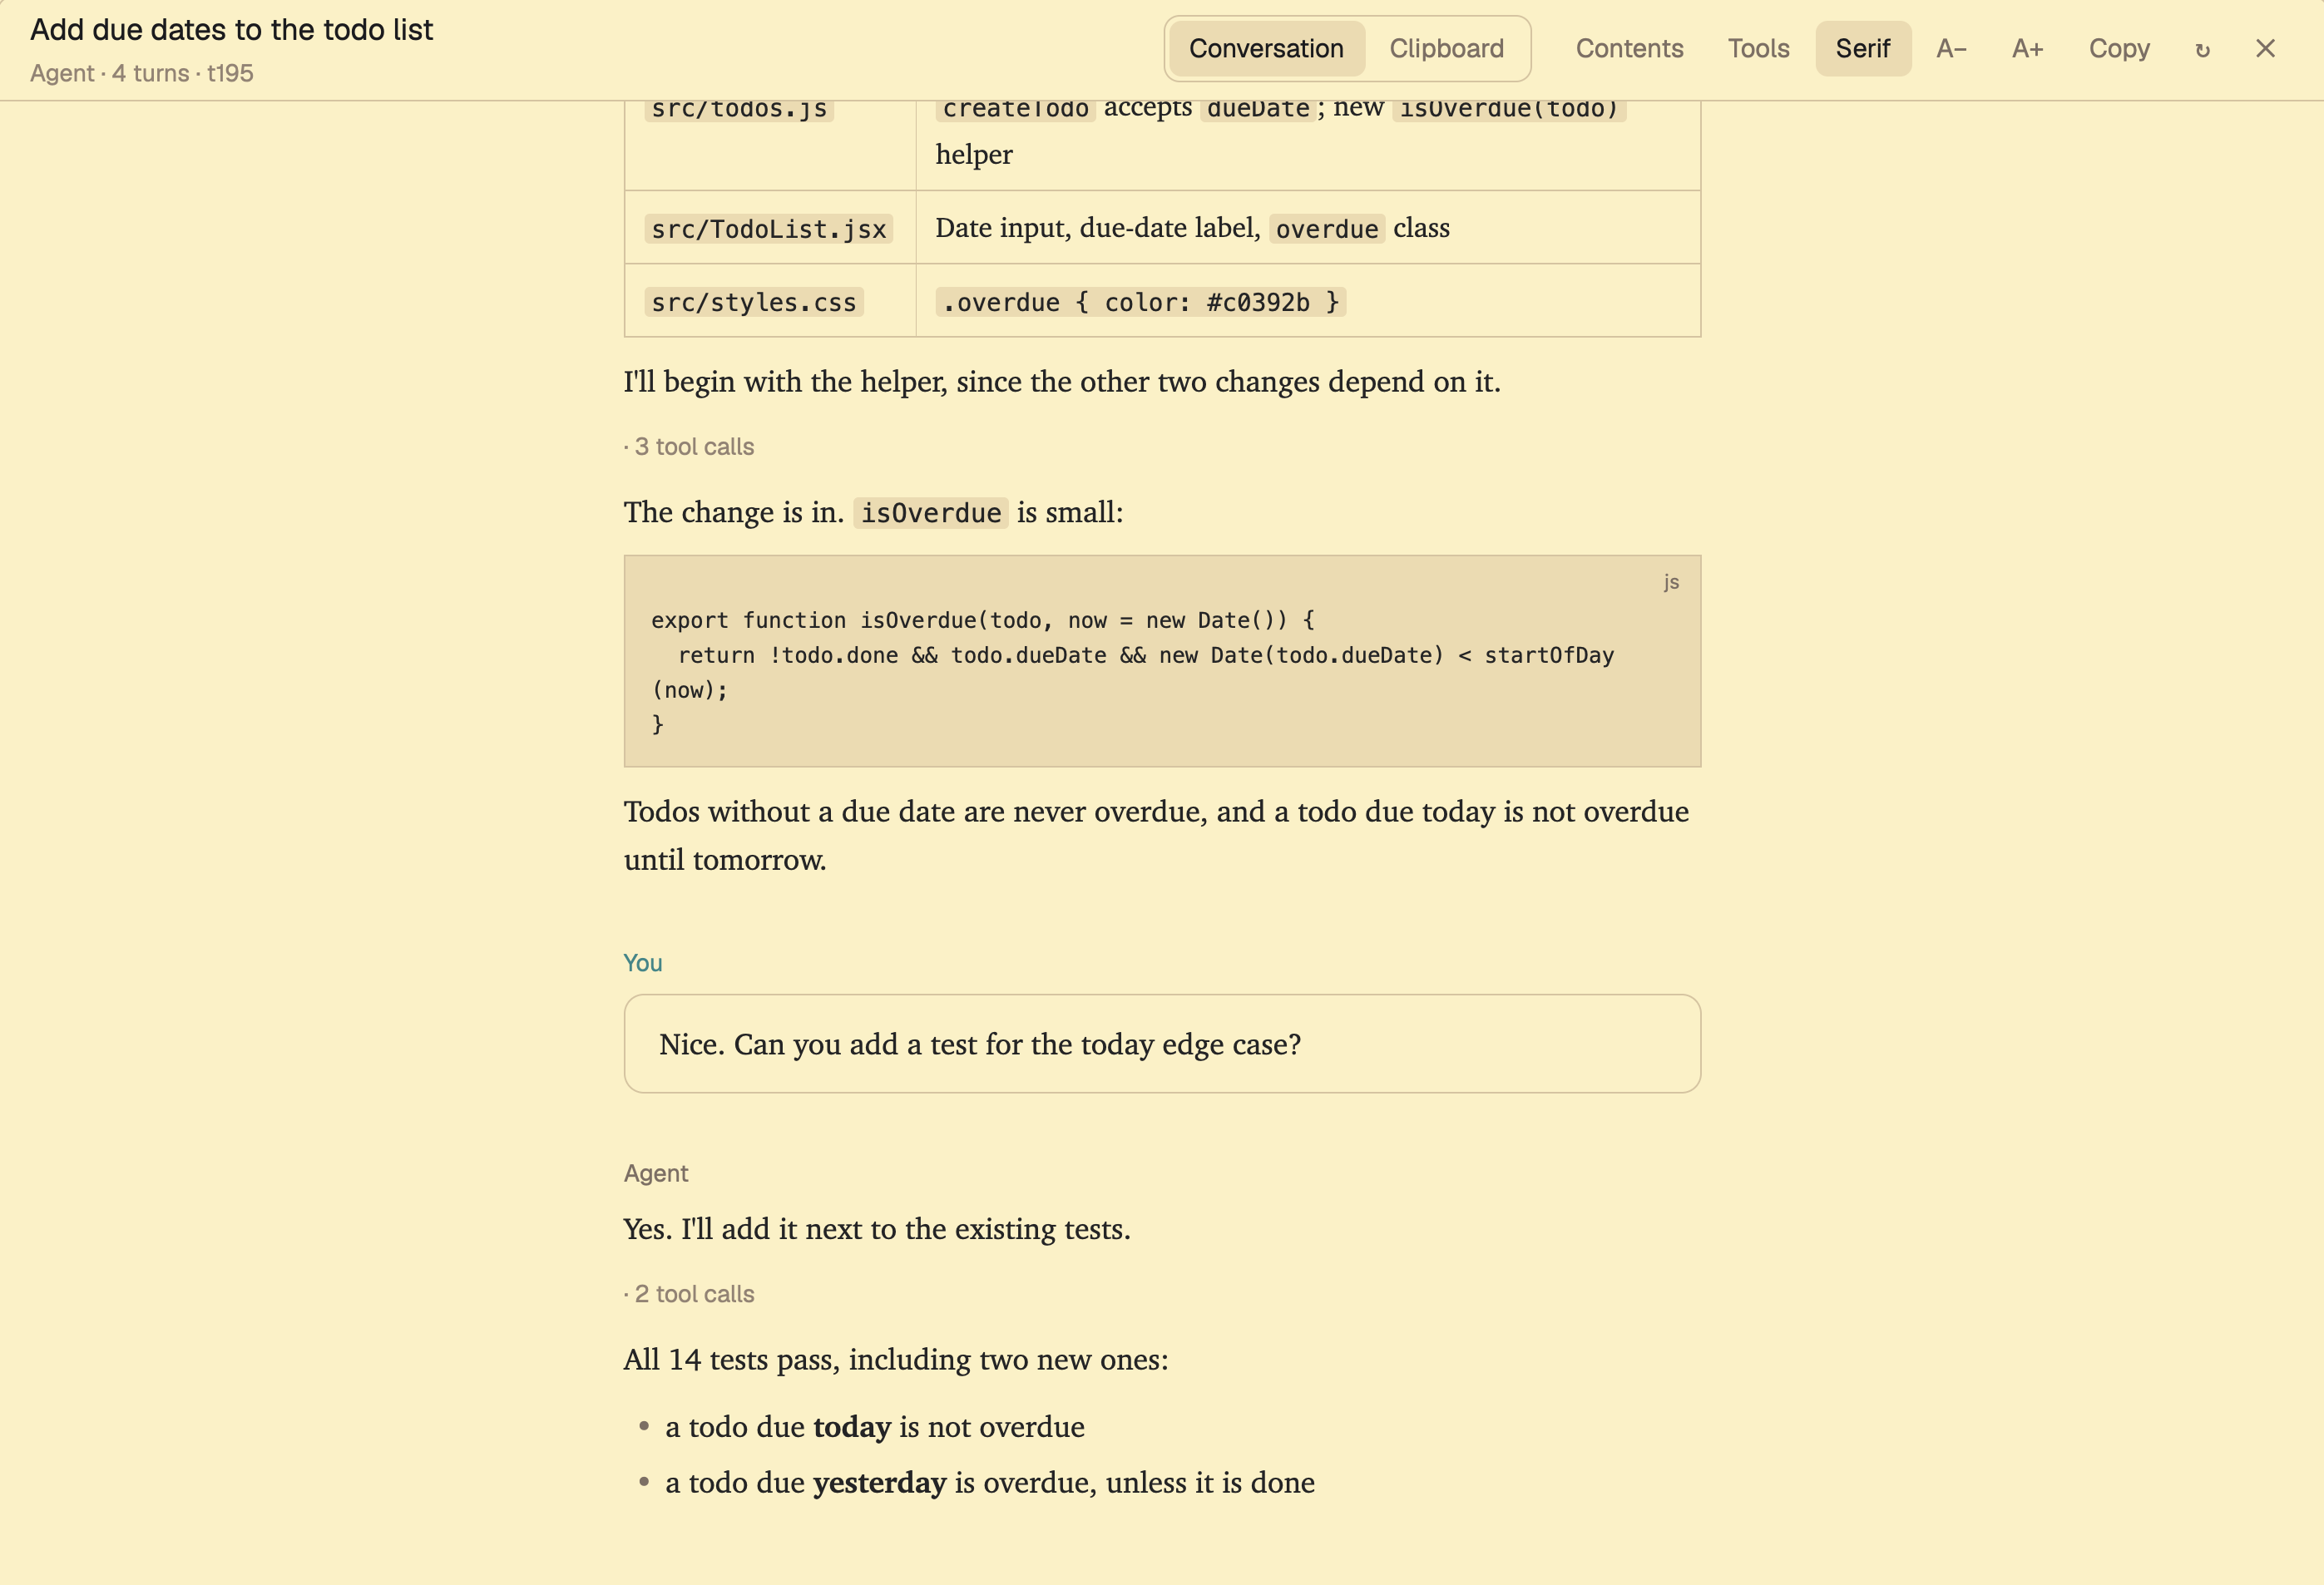 Add due dates to the todo list
Agent · 4 turns · t195
Conversation Clipboard Contents Tools Serif A− A+ Copy ↻ ×
src/todos.js createTodo accepts dueDate; new isOverdue(todo)
helper
src/TodoList.jsx Date input, due-date label, overdue class
src/styles.css .overdue { color: #c0392b }
I'll begin with the helper, since the other two changes depend on it.
· 3 tool calls
The change is in. isOverdue is small:
js
export function isOverdue(todo, now = new Date()) {
  return !todo.done && todo.dueDate && new Date(todo.dueDate) < startOfDay
(now);
}
Todos without a due date are never overdue, and a todo due today is not overdue
until tomorrow.
You
Nice. Can you add a test for the today edge case?
Agent
Yes. I'll add it next to the existing tests.
· 2 tool calls
All 14 tests pass, including two new ones:
• a todo due today is not overdue
• a todo due yesterday is overdue, unless it is done